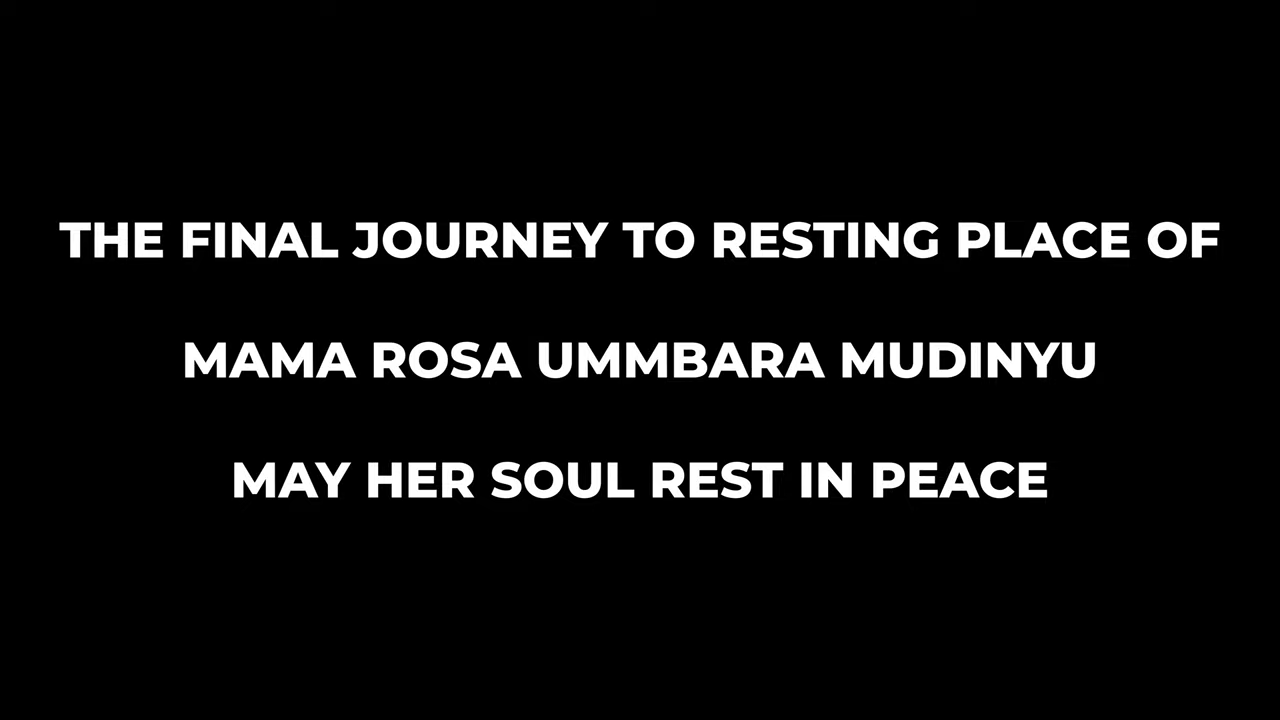 THE FINAL JOURNEY TO RESTING PLACE OF
MAMA ROSA UMMBARA MUDINYU
MAY HER SOUL REST IN PEACE